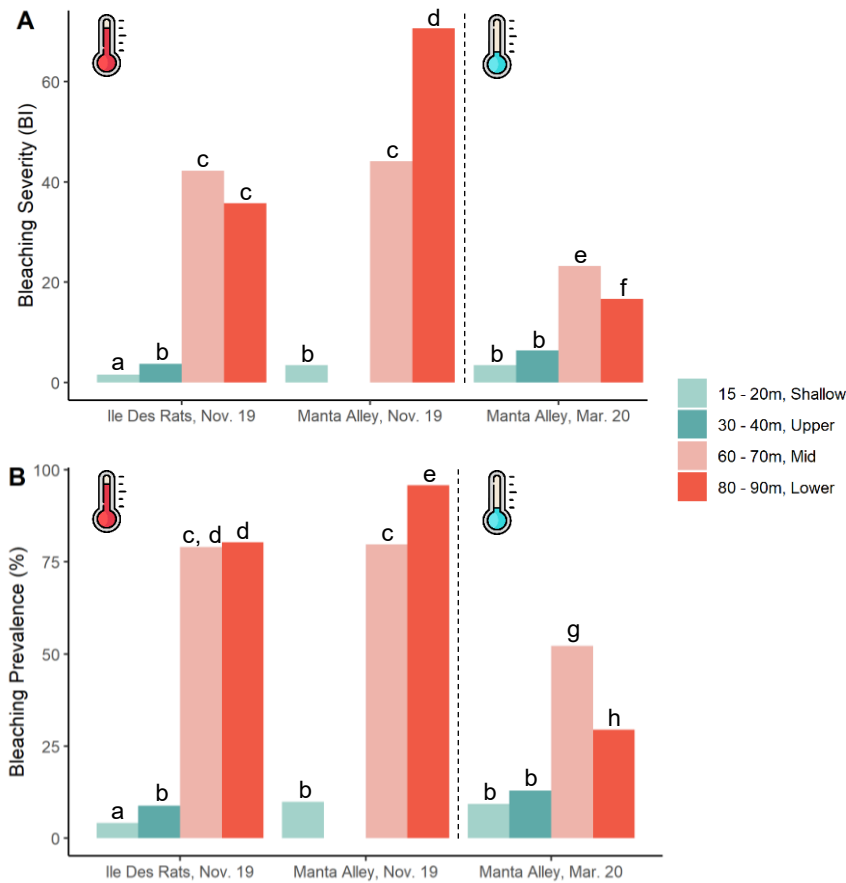 A
Bleaching Severity (BI)
60
40
20
0
a
b
c
c
b
c
d
b
b
e
f
Ile Des Rats, Nov. 19
Manta Alley, Nov. 19
Manta Alley, Mar. 20
15 - 20m, Shallow
30 - 40m, Upper
60 - 70m, Mid
80 - 90m, Lower
B
Bleaching Prevalence (%)
100
75
50
25
0
a
b
c, d
d
b
c
e
b
b
g
h
Ile Des Rats, Nov. 19
Manta Alley, Nov. 19
Manta Alley, Mar. 20